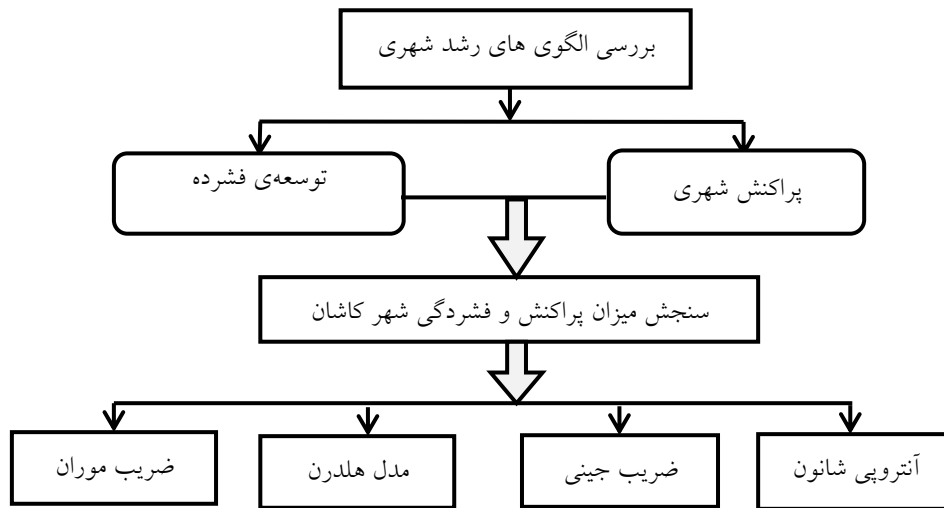 بررسی الگوی های رشد شهری
پراکنش شهری
توسعه‌ی فشرده
سنجش میزان پراکنش و فشردگی شهر کاشان
آنتروپی شانون
ضریب جینی
مدل هلدرن
ضریب موران